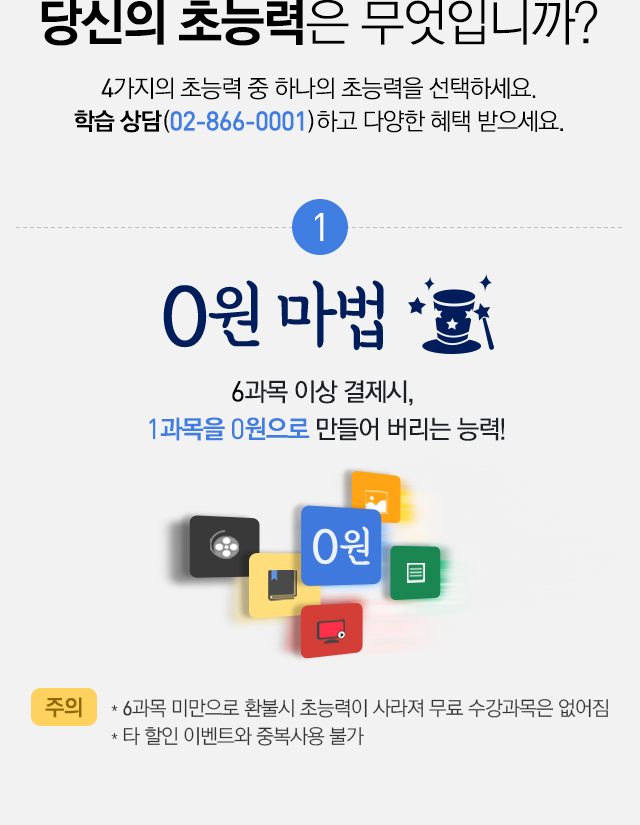 당신의 초능력은 무엇입니까?
4가지의 초능력 중 하나의 초능력을 선택하세요.
학습 상담(02-866-0001)하고 다양한 혜택 받으세요.
1
0원 마법
6과목 이상 결제시,
1과목을 0원으로 만들어 버리는 능력!
0원
주의
* 6과목 미만으로 환불시 초능력이 사라져 무료 수강과목은 없어짐
* 타 할인 이벤트와 중복사용 불가